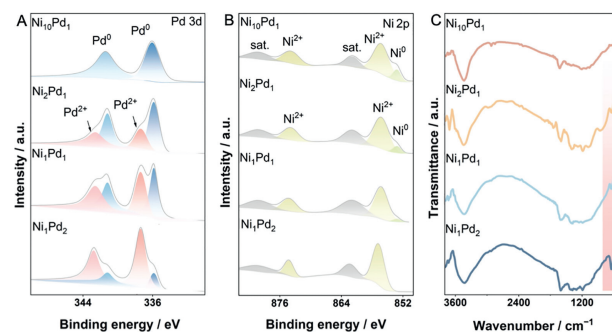 A
Ni10Pd1
Pd 3d
Pd0
Pd0
Ni2Pd1
Pd2+
Pd2+
Ni1Pd1
Ni1Pd2
Intensity / a.u.
344
336
Binding energy / eV
B
Ni10Pd1
Ni 2p
sat.
Ni2+
sat.
Ni2+
Ni0
Ni2Pd1
Ni2+
Ni2+
Ni0
Ni1Pd1
Ni1Pd2
Intentsity / a.u.
876
864
852
Binding energy / eV
C
Ni10Pd1
Ni2Pd1
Ni1Pd1
Ni1Pd2
Transmittance / a.u.
3600
2400
1200
Wavenumber / cm−1